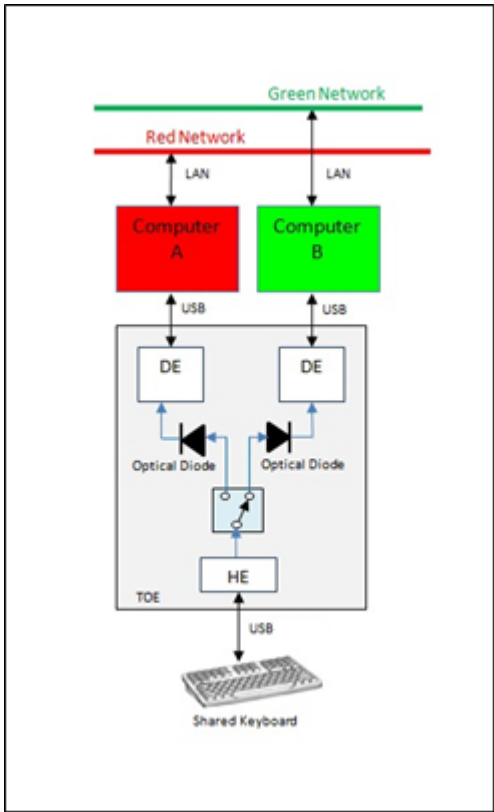 Green Network
Red Network
LAN
LAN
Computer
A
Computer
B
USB
USB
DE
DE
Optical Diode
Optical Diode
HE
TOE
USB
Shared Keyboard